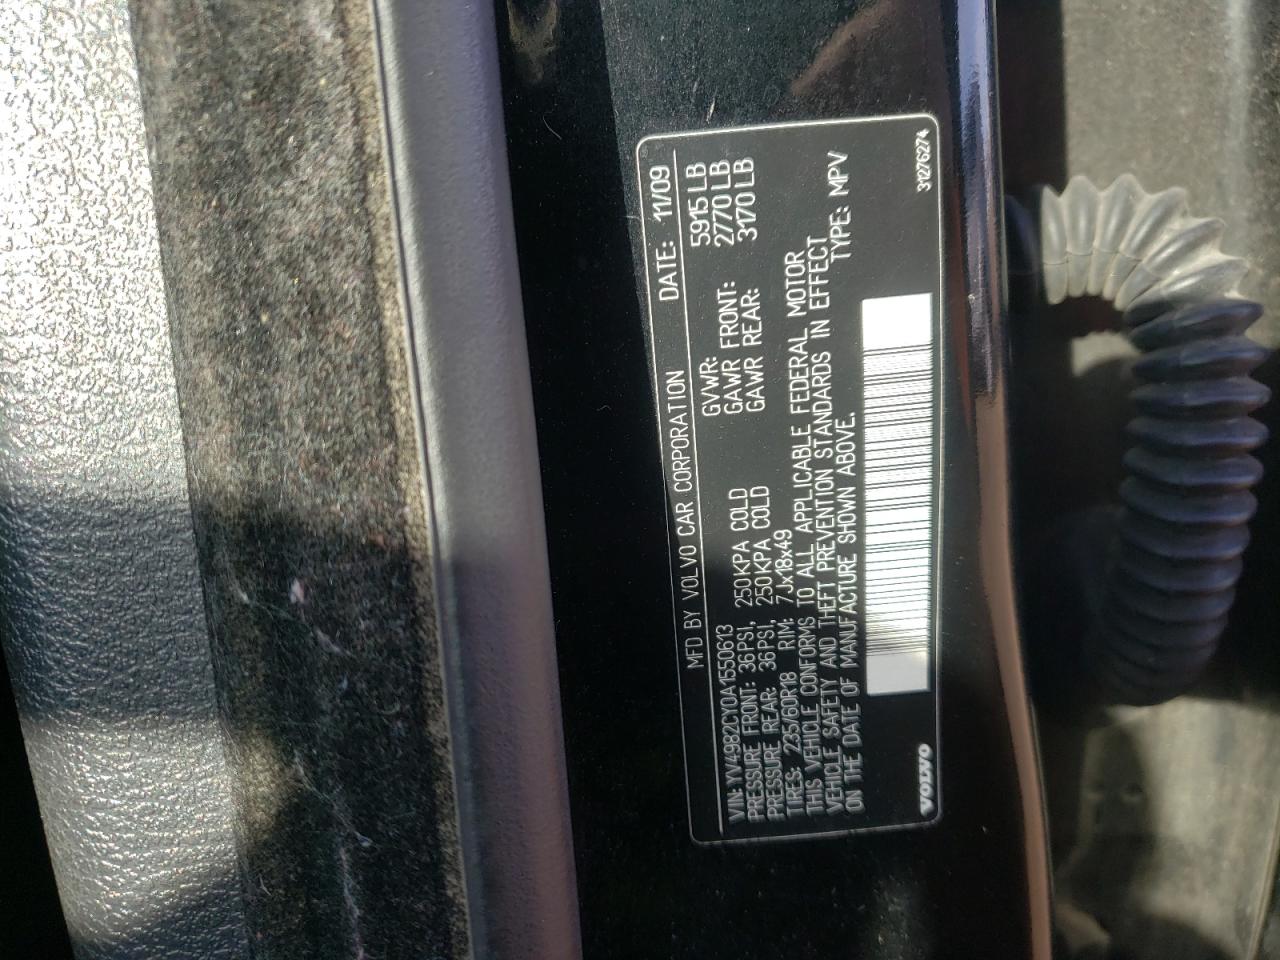 MFD BY VOLVO CAR CORPORATION DATE: 11/09
VIN: YV4982CY0A1550613 GVWR: 5915 LB
PRESSURE FRONT: 36PSI, 250KPA COLD GAWR FRONT: 2770 LB
PRESSURE REAR: 36PSI, 250KPA COLD GAWR REAR: 3170 LB
TIRES: 235/60R18 RIM: 7Jx18x49
THIS VEHICLE CONFORMS TO ALL APPLICABLE FEDERAL MOTOR
VEHICLE SAFETY AND THEFT PREVENTION STANDARDS IN EFFECT
ON THE DATE OF MANUFACTURE SHOWN ABOVE. TYPE: MPV
VOLVO 31276274